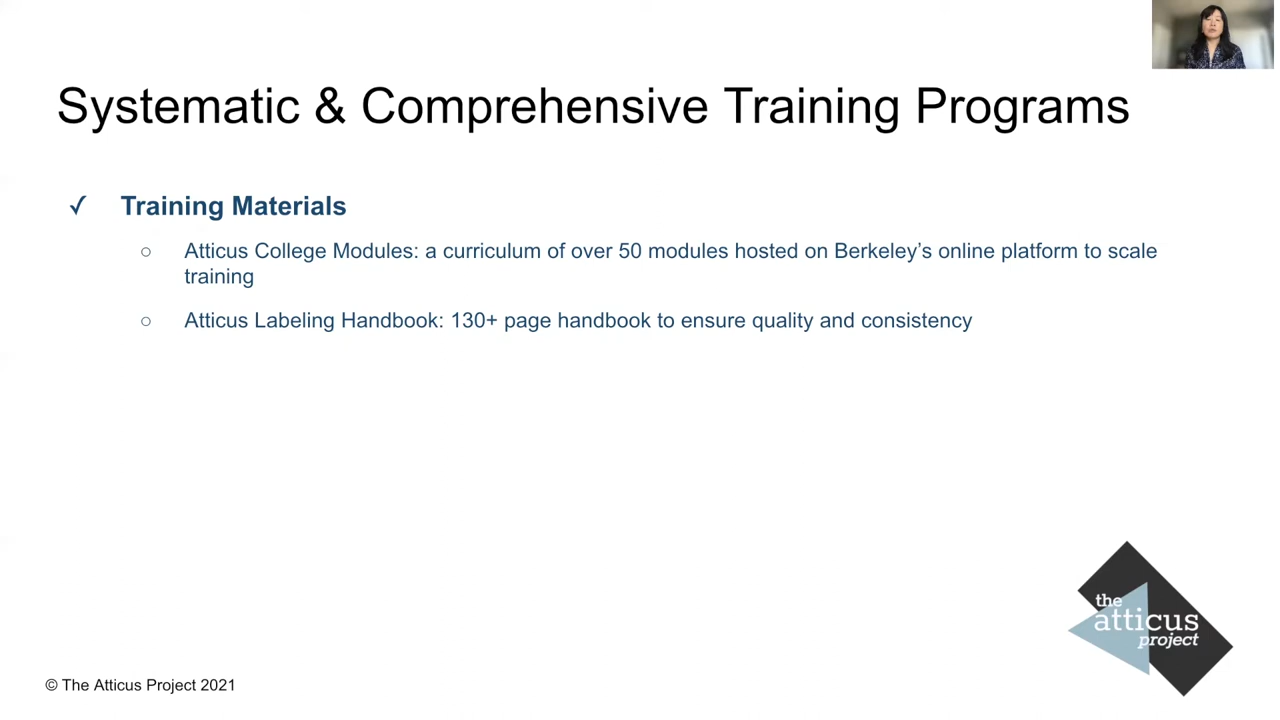 Systematic & Comprehensive Training Programs
✓ Training Materials
○ Atticus College Modules: a curriculum of over 50 modules hosted on Berkeley’s online platform to scale
training
○ Atticus Labeling Handbook: 130+ page handbook to ensure quality and consistency
the
atticus
project
© The Atticus Project 2021